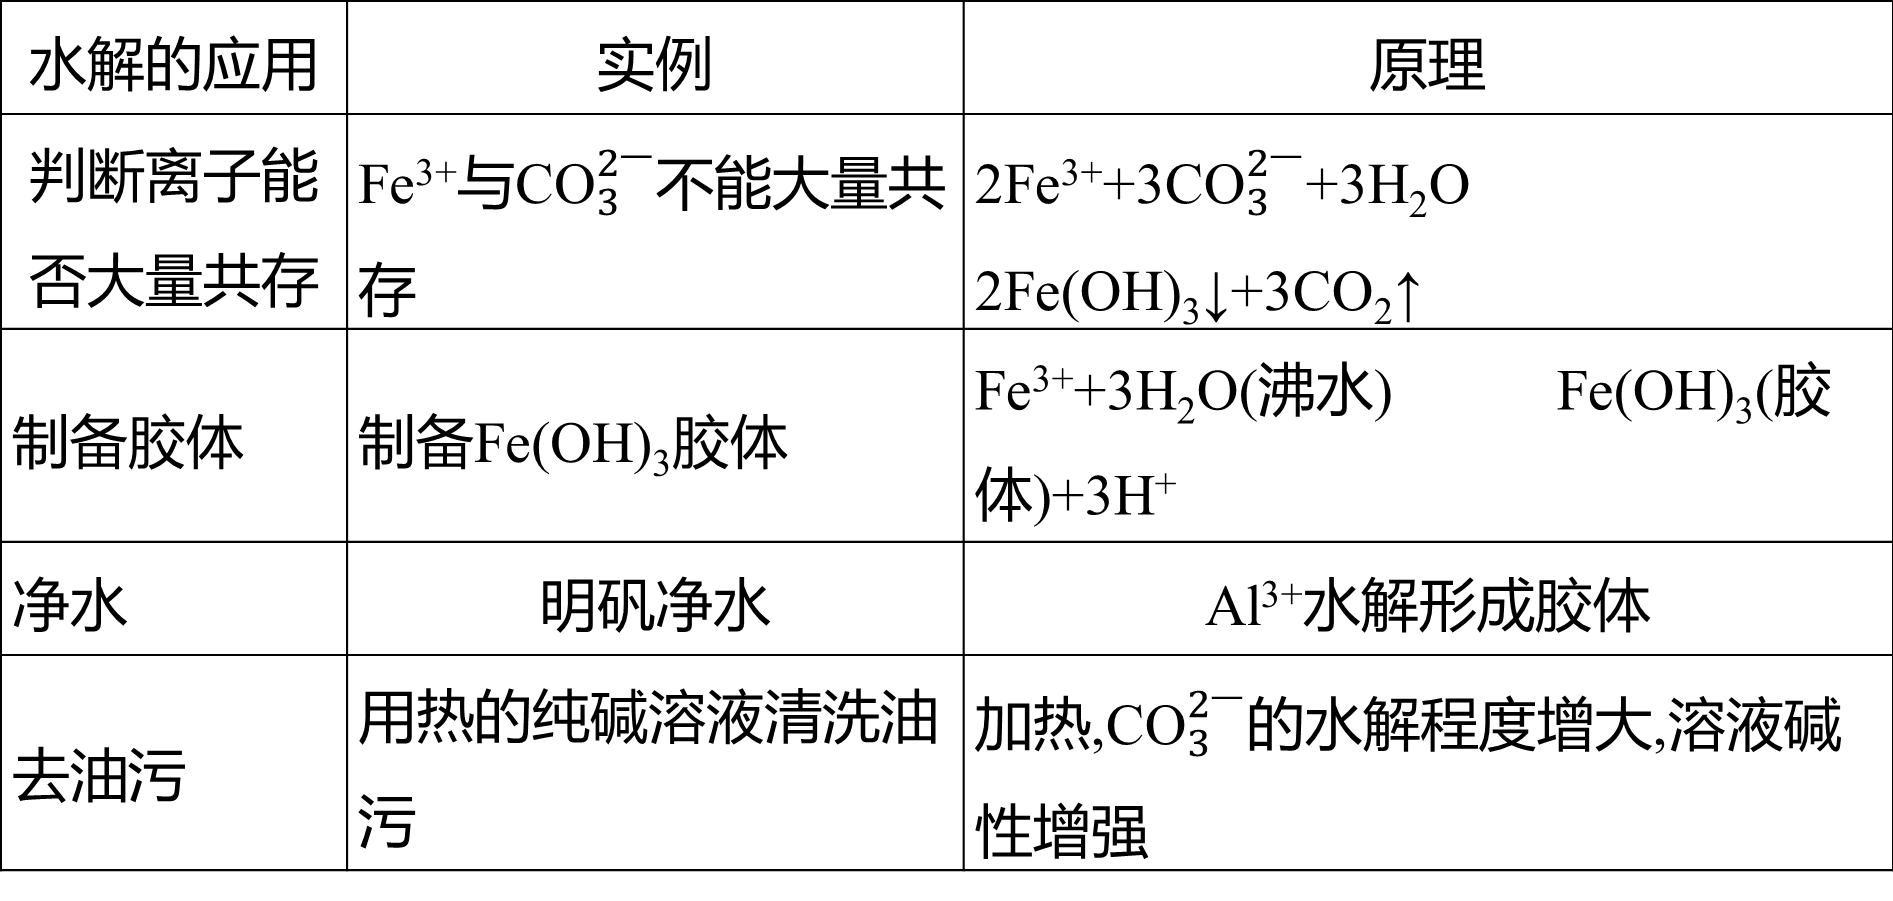 水解的应用 实例 原理
判断离子能
否大量共存
Fe³⁺与CO₃²⁻不能大量共
存
2Fe³⁺+3CO₃²⁻+3H₂O
2Fe(OH)₃↓+3CO₂↑
制备胶体
制备Fe(OH)₃胶体
Fe³⁺+3H₂O(沸水) Fe(OH)₃(胶
体)+3H⁺
净水 明矾净水 Al³⁺水解形成胶体
去油污
用热的纯碱溶液清洗油
污
加热,CO₃²⁻的水解程度增大,溶液碱
性增强